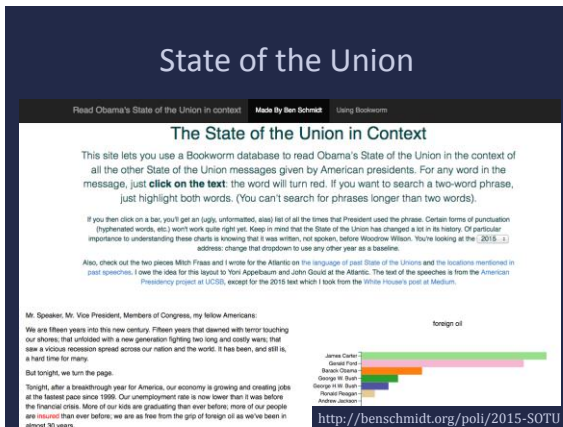 State of the Union
Read Obama's State of the Union in context Made By Ben Schmidt Using Bookworm
The State of the Union in Context
This site lets you use a Bookworm database to read Obama's State of the Union in the context of
all the other State of the Union messages given by American presidents. For any word in the
message, just click on the text: the word will turn red. If you want to search a two-word phrase,
just highlight both words. (You can't search for phrases longer than two words).
If you then click on a bar, you'll get an (ugly, unformatted, alas) list of all the times that President used the phrase. Certain forms of punctuation
(hyphenated words, etc.) won't work quite right yet. Keep in mind that the State of the Union has changed a lot in its history. Of particular
importance to understanding these charts is knowing that it was written, not spoken, before Woodrow Wilson. You're looking at the 2015
address: change that dropdown to use any other year as a baseline.
Also, check out the two pieces Mitch Fraas and I wrote for the Atlantic on the language of past State of the Unions and the locations mentioned in
past speeches. I owe the idea for this layout to Yoni Appelbaum and John Gould at the Atlantic. The text of the speeches is from the American
Presidency project at UCSB, except for the 2015 text which I took from the White House's post at Medium.
Mr. Speaker, Mr. Vice President, Members of Congress, my fellow Americans:
We are fifteen years into this new century. Fifteen years that dawned with terror touching
our shores; that unfolded with a new generation fighting two long and costly wars; that
saw a vicious recession spread across our nation and the world. It has been, and still is,
a hard time for many.
But tonight, we turn the page.
Tonight, after a breakthrough year for America, our economy is growing and creating jobs
at the fastest pace since 1999. Our unemployment rate is now lower than it was before
the financial crisis. More of our kids are graduating than ever before; more of our people
are insured than ever before; we are as free from the grip of foreign oil as we've been in
almost 30 years.
foreign oil
James Carter
Gerald Ford
Barack Obama
George W. Bush
George H.W. Bush
Ronald Reagan
Andrew Jackson
http://benschmidt.org/poli/2015-SOTU